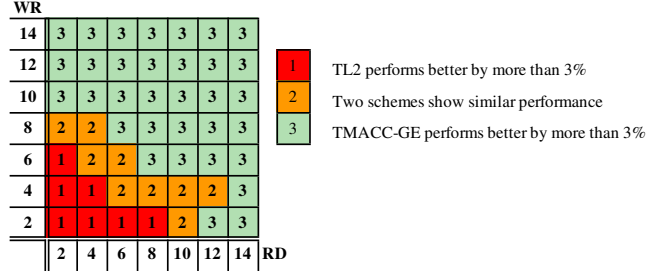 WR
14 3 3 3 3 3 3 3
12 3 3 3 3 3 3 3
10 3 3 3 3 3 3 3
8 2 2 3 3 3 3 3
6 1 2 2 3 3 3 3
4 1 1 2 2 2 2 3
2 1 1 1 1 2 3 3
2 4 6 8 10 12 14 RD
1 TL2 performs better by more than 3%
2 Two schemes show similar performance
3 TMACC-GE performs better by more than 3%